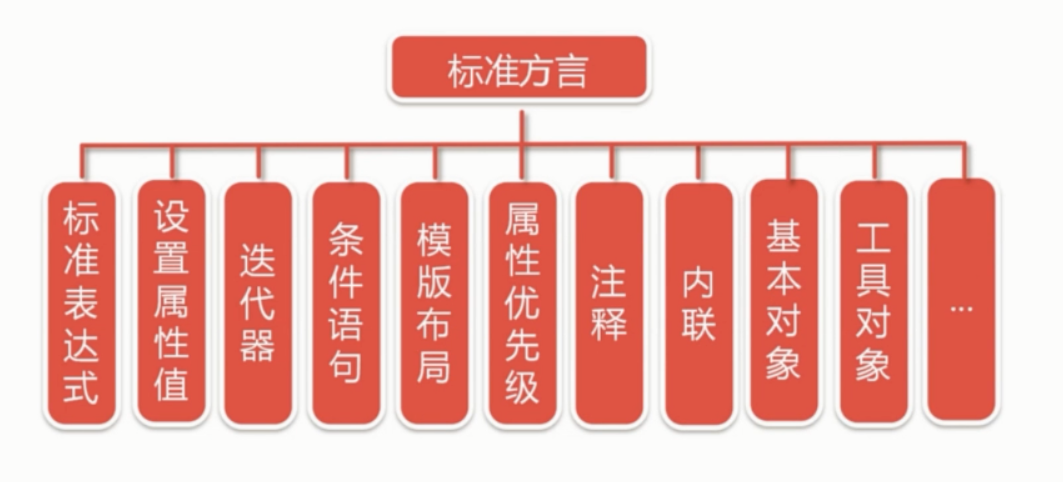 标准方言
标准表达式
设置属性值
迭代器
条件语句
模版布局
属性优先级
注释
内联
基本对象
工具对象
...